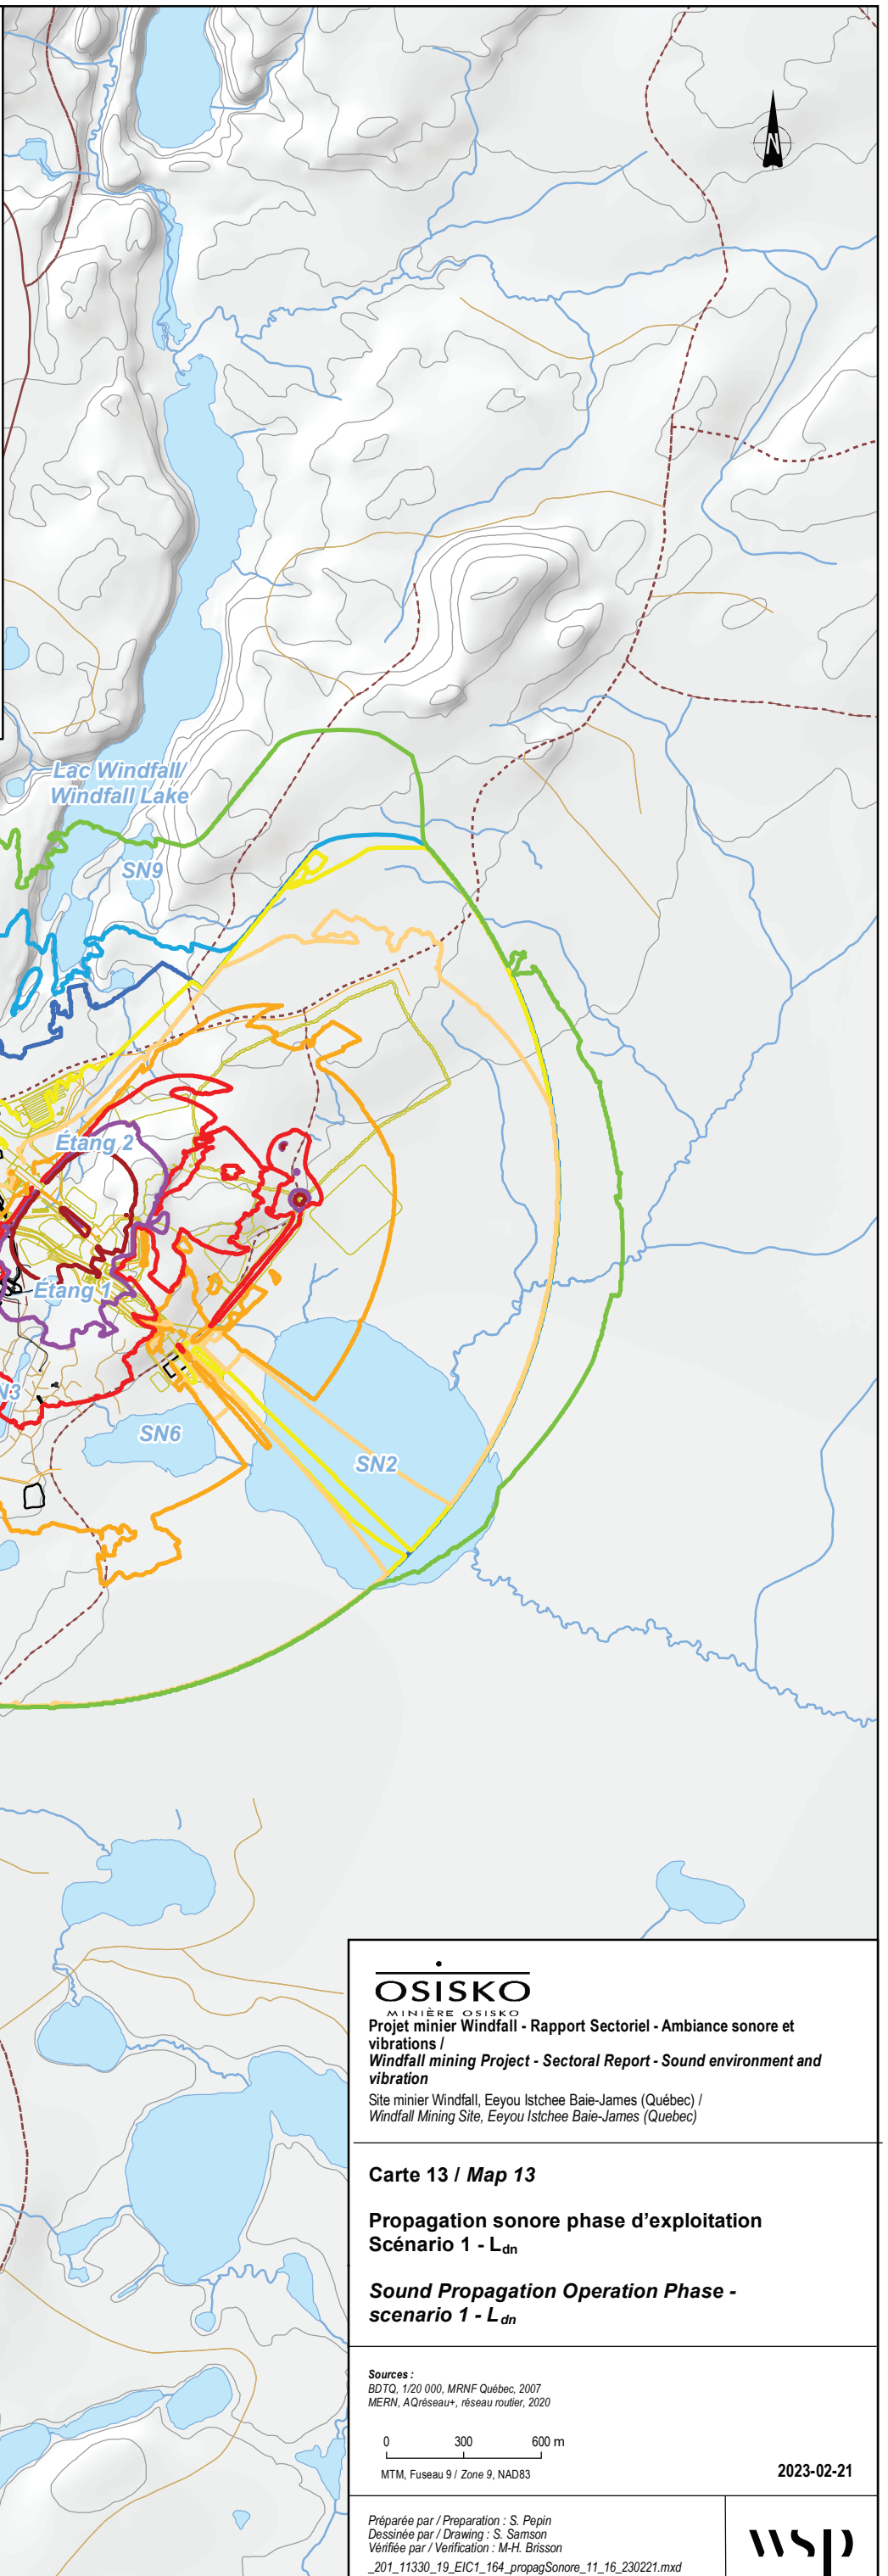 N
Lac Windfall/
Windfall Lake
SN9
Étang 2
Étang 1
N3
SN6
SN2
OSISKO
MINIÈRE OSISKO
Projet minier Windfall - Rapport Sectoriel - Ambiance sonore et
vibrations /
Windfall mining Project - Sectoral Report - Sound environment and
vibration
Site minier Windfall, Eeyou Istchee Baie-James (Québec) /
Windfall Mining Site, Eeyou Istchee Baie-James (Quebec)
Carte 13 / Map 13
Propagation sonore phase d'exploitation
Scénario 1 - Ldn
Sound Propagation Operation Phase -
scenario 1 - Ldn
Sources :
BDTQ, 1/20 000, MRNF Québec, 2007
MERN, AQréseau+, réseau routier, 2020
0 300 600 m
MTM, Fuseau 9 / Zone 9, NAD83
2023-02-21
Préparée par / Preparation : S. Pepin
Dessinée par / Drawing : S. Samson
Vérifiée par / Verification : M-H. Brisson
_201_11330_19_EIC1_164_propagSonore_11_16_230221.mxd
wsp